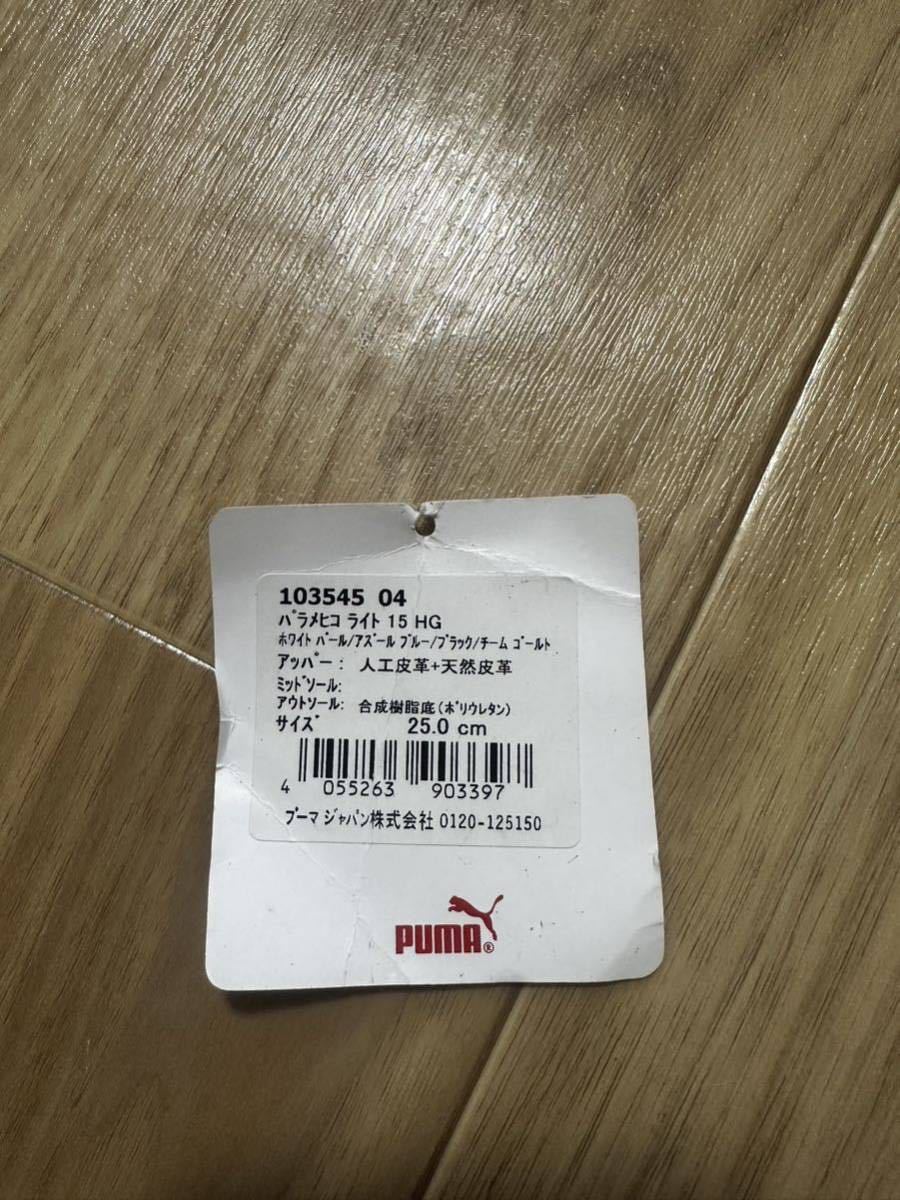 103545 04
ﾊﾟﾗﾒﾋｺ ﾗｲﾄ 15 HG
ﾎﾜｲﾄ ﾊﾟｰﾙ/ｱｽﾞｰﾙ ﾌﾞﾙｰ/ﾌﾞﾗｯｸ/ﾁｰﾑ ｺﾞｰﾙﾄ
ｱｯﾊﾟｰ: 人工皮革+天然皮革
ﾐｯﾄﾞｿｰﾙ:
ｱｳﾄｿｰﾙ: 合成樹脂底(ﾎﾟﾘｳﾚﾀﾝ)
ｻｲｽﾞ 25.0 cm
4 055263 903397
ﾌﾟｰﾏ ｼﾞｬﾊﾟﾝ株式会社 0120-125150
PUMA®